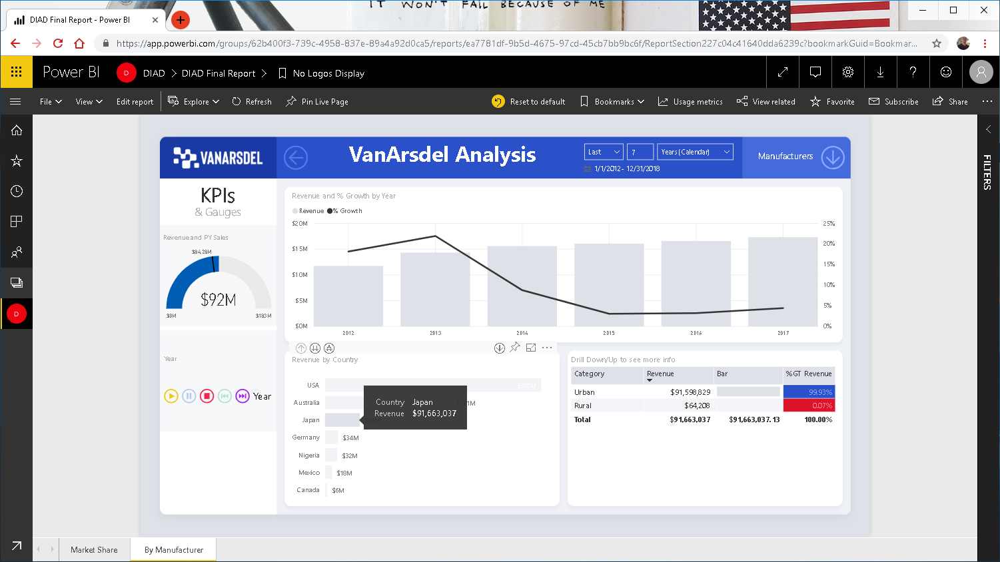 IT WON'T FAIL BECAUSE OF ME
DIAD Final Report - Power BI
https://app.powerbi.com/groups/62b400f3-739c-4958-837e-89a4a92d0ca5/reports/ea7781df-9b5d-4675-97cd-45cb7bb9bc6f/ReportSection227c04c41640dda6239c?bookmarkGuid=Bookmar...
Power BI D DIAD DIAD Final Report No Logos Display
File View Edit report Explore Refresh Pin Live Page Reset to default Bookmarks Usage metrics View related Favorite Subscribe Share
VANARSDEL
VanArsdel Analysis
Last 7 Years (Calendar)
1/1/2012 - 12/31/2018
Manufacturers
FILTERS
KPIs
& Gauges
Revenue and PY Sales
$84.28M
$92M
$0M $183M
Year
Year
D
Revenue and % Growth by Year
Revenue % Growth
$20M 25%
20%
$15M
15%
$10M
10%
$5M
5%
$0M 0%
2012 2013 2014 2015 2016 2017
Revenue by Country
USA $567M
Australia
Japan
Germany $34M
Nigeria $32M
Mexico $18M
Canada $6M
Country Japan
Revenue $91,663,037
Drill Down/Up to see more info
Category Revenue Bar %GT Revenue
Urban $91,598,829 99.93%
Rural $64,208 0.07%
Total $91,663,037 $91,663,037.13 100.00%
Market Share By Manufacturer